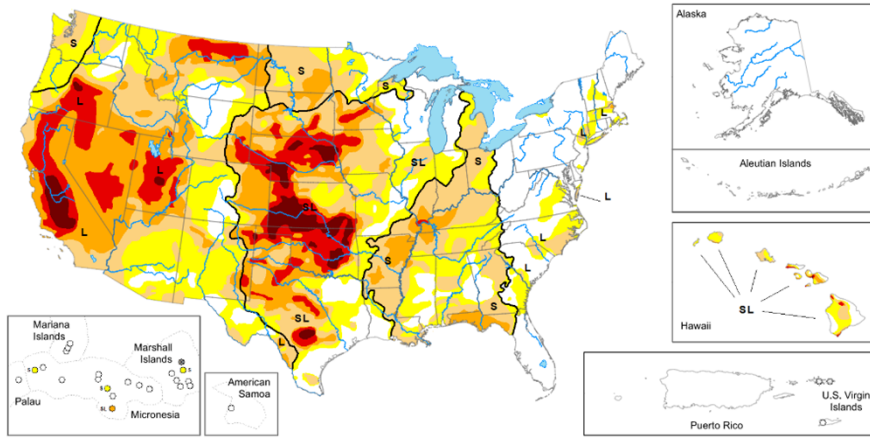 S
S
S
L
SL
L
L
L
S
L
SL
L
S
L
L
SL
S
L
Alaska
Aleutian Islands
SL
Hawaii
Mariana
Islands
Marshall
Islands
S
S
S
SL
Palau
Micronesia
American
Samoa
U.S. Virgin
Islands
Puerto Rico